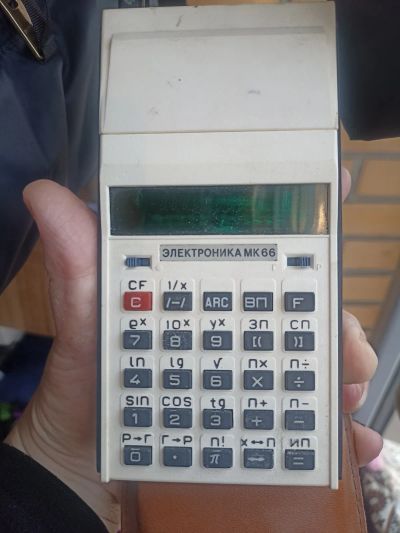 ЭЛЕКТРОНИКА МК 66
CF 1/x
C /-/ ARC ВП F
eˣ 10ˣ yˣ ЗП СП
7 8 9 [( )]
ln lg √ П× П÷
4 5 6 × ÷
sin cos tg П+ П-
1 2 3 + -
P→Г Г→P n! x↔П ИП
0 · π ↔ =